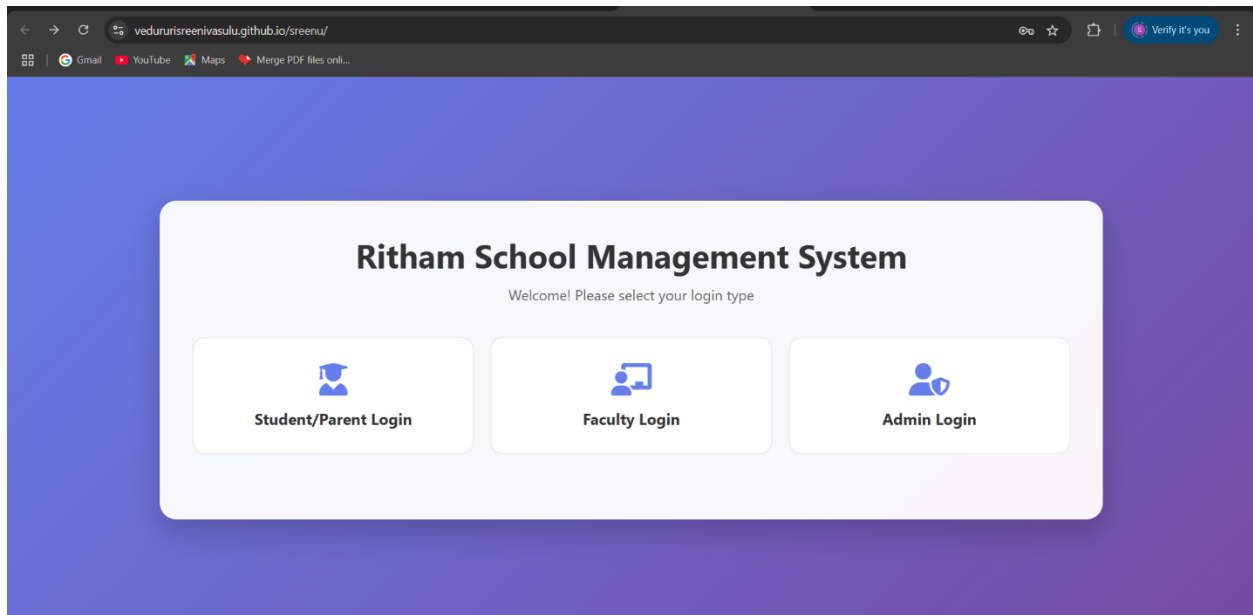 vedururisreenivasulu.github.io/sreenu/
Verify it's you
Gmail YouTube Maps Merge PDF files onli...
Ritham School Management System
Welcome! Please select your login type
Student/Parent Login Faculty Login Admin Login